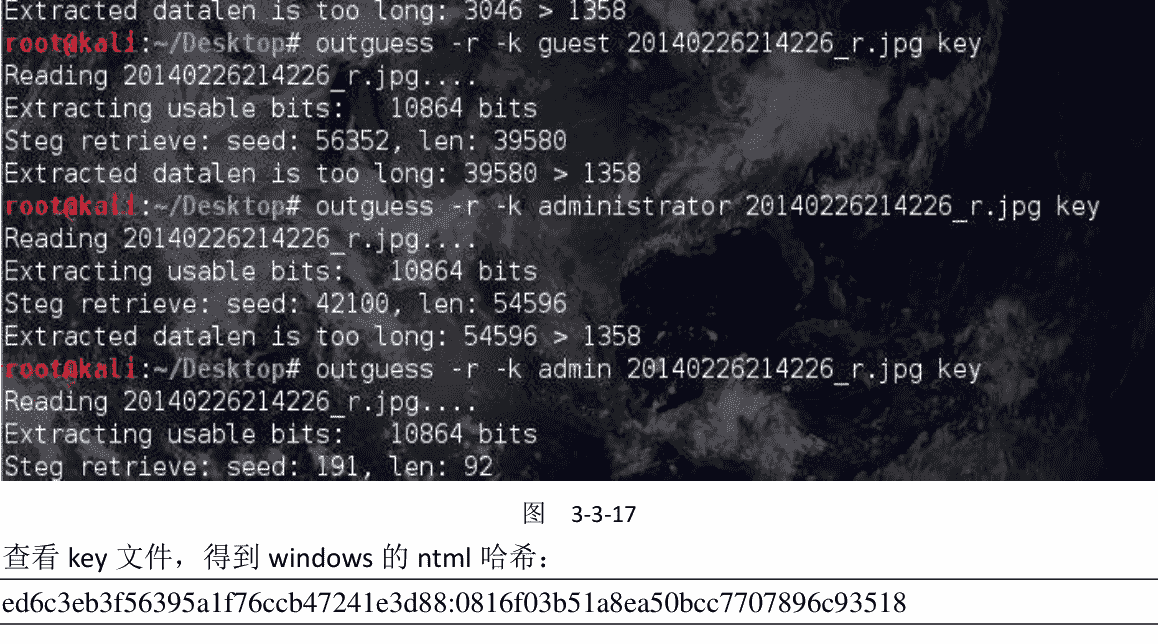 Extracted datalen is too long: 3046 > 1358
root@kali:~/Desktop# outguess -r -k guest 20140226214226_r.jpg key
Reading 20140226214226_r.jpg....
Extracting usable bits:   10864 bits
Steg retrieve: seed: 56352, len: 39580
Extracted datalen is too long: 39580 > 1358
root@kali:~/Desktop# outguess -r -k administrator 20140226214226_r.jpg key
Reading 20140226214226_r.jpg....
Extracting usable bits:   10864 bits
Steg retrieve: seed: 42100, len: 54596
Extracted datalen is too long: 54596 > 1358
root@kali:~/Desktop# outguess -r -k admin 20140226214226_r.jpg key
Reading 20140226214226_r.jpg....
Extracting usable bits:   10864 bits
Steg retrieve: seed: 191, len: 92
图 3-3-17
查看 key 文件，得到 windows 的 ntml 哈希：
ed6c3eb3f56395a1f76ccb47241e3d88:0816f03b51a8ea50bcc7707896c93518